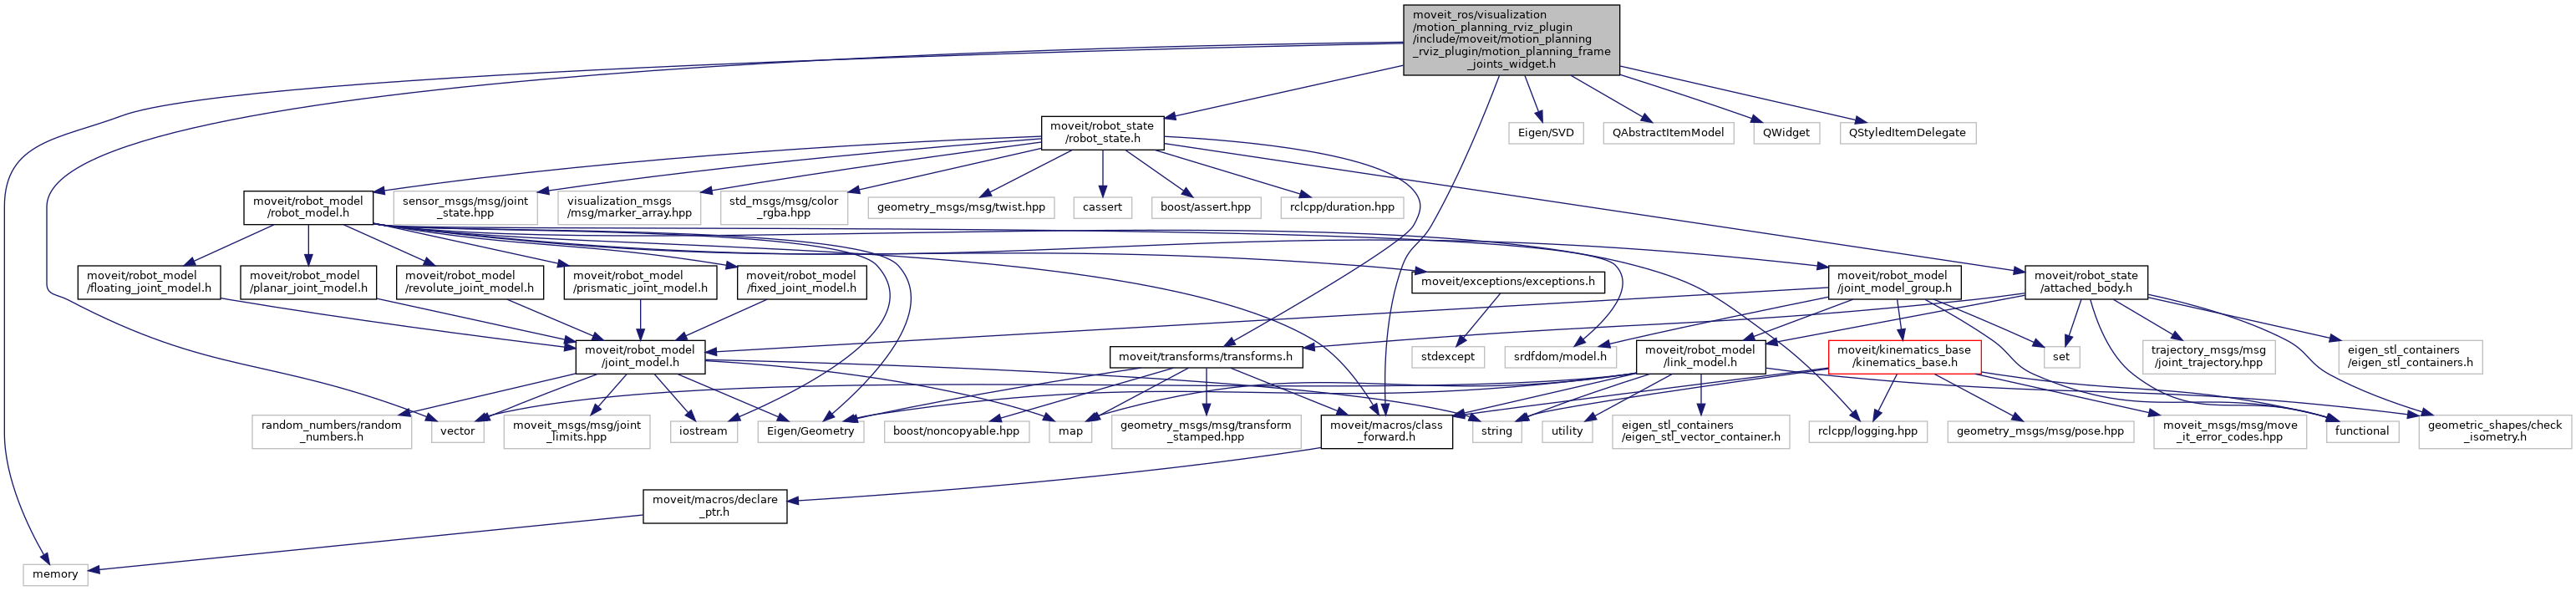 moveit_ros/visualization
/motion_planning_rviz_plugin
/include/moveit/motion_planning
_rviz_plugin/motion_planning_frame
_joints_widget.h
moveit/robot_state
/robot_state.h
Eigen/SVD
QAbstractItemModel
QWidget
QStyledItemDelegate
moveit/robot_model
/robot_model.h
sensor_msgs/msg/joint
_state.hpp
visualization_msgs
/msg/marker_array.hpp
std_msgs/msg/color
_rgba.hpp
geometry_msgs/msg/twist.hpp
cassert
boost/assert.hpp
rclcpp/duration.hpp
moveit/robot_model
/floating_joint_model.h
moveit/robot_model
/planar_joint_model.h
moveit/robot_model
/revolute_joint_model.h
moveit/robot_model
/prismatic_joint_model.h
moveit/robot_model
/fixed_joint_model.h
moveit/exceptions/exceptions.h
moveit/robot_model
/joint_model_group.h
moveit/robot_state
/attached_body.h
moveit/robot_model
/joint_model.h
moveit/transforms/transforms.h
stdexcept
srdfdom/model.h
moveit/robot_model
/link_model.h
moveit/kinematics_base
/kinematics_base.h
set
trajectory_msgs/msg
/joint_trajectory.hpp
eigen_stl_containers
/eigen_stl_containers.h
random_numbers/random
_numbers.h
vector
moveit_msgs/msg/joint
_limits.hpp
iostream
Eigen/Geometry
boost/noncopyable.hpp
map
geometry_msgs/msg/transform
_stamped.hpp
moveit/macros/class
_forward.h
string
utility
eigen_stl_containers
/eigen_stl_vector_container.h
rclcpp/logging.hpp
geometry_msgs/msg/pose.hpp
moveit_msgs/msg/move
_it_error_codes.hpp
functional
geometric_shapes/check
_isometry.h
moveit/macros/declare
_ptr.h
memory